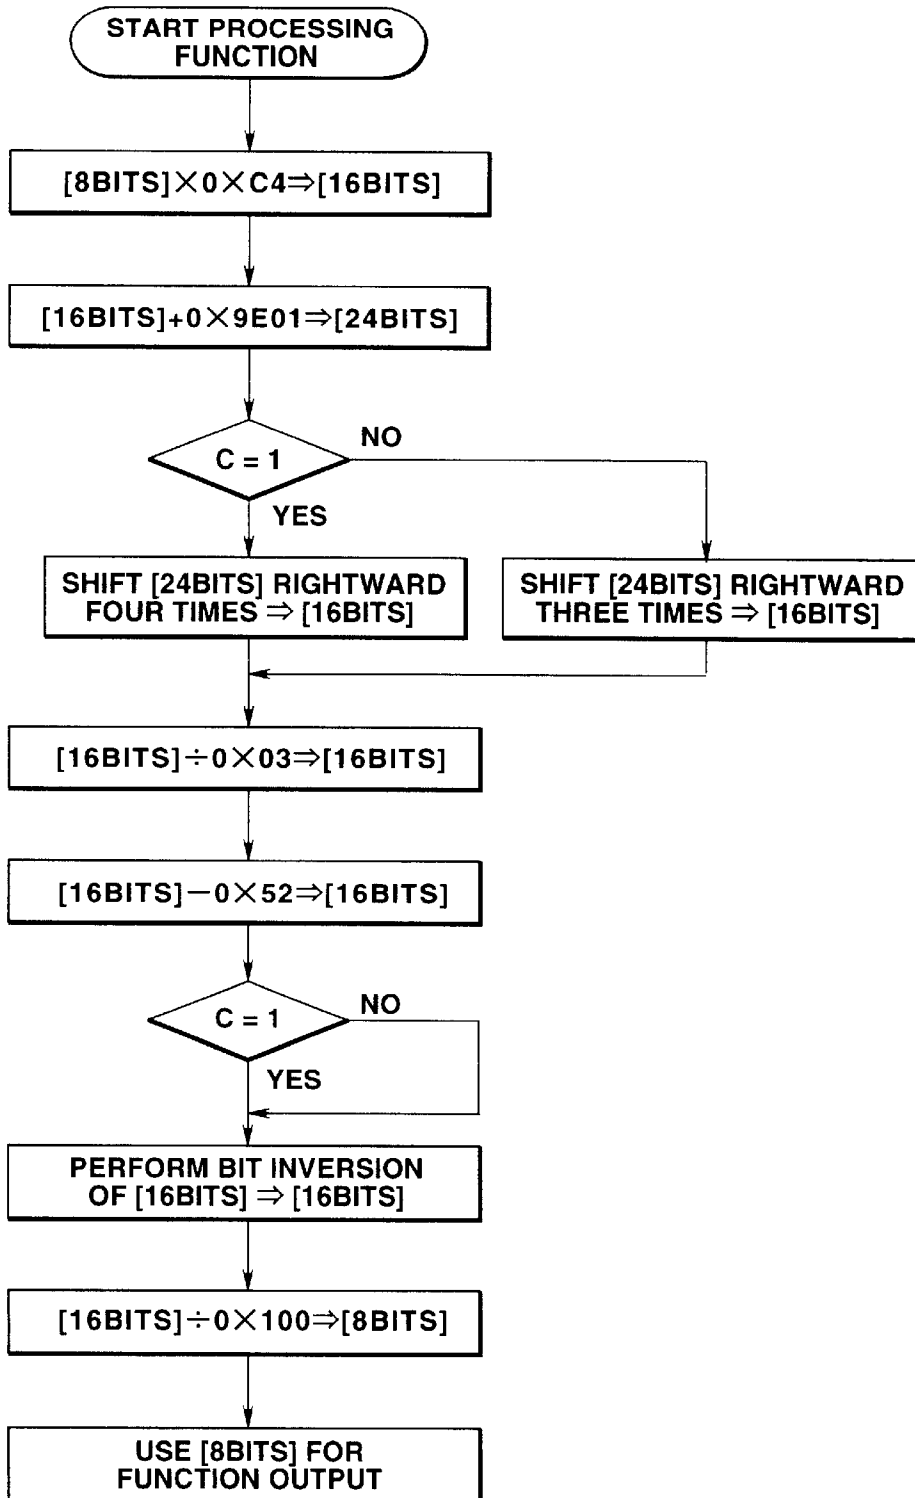 START PROCESSING
FUNCTION
[8BITS]×0×C4⇒[16BITS]
[16BITS]+0×9E01⇒[24BITS]
C = 1
NO
YES
SHIFT [24BITS] RIGHTWARD
FOUR TIMES ⇒ [16BITS]
SHIFT [24BITS] RIGHTWARD
THREE TIMES ⇒ [16BITS]
[16BITS]÷0×03⇒[16BITS]
[16BITS]−0×52⇒[16BITS]
C = 1
NO
YES
PERFORM BIT INVERSION
OF [16BITS] ⇒ [16BITS]
[16BITS]÷0×100⇒[8BITS]
USE [8BITS] FOR
FUNCTION OUTPUT